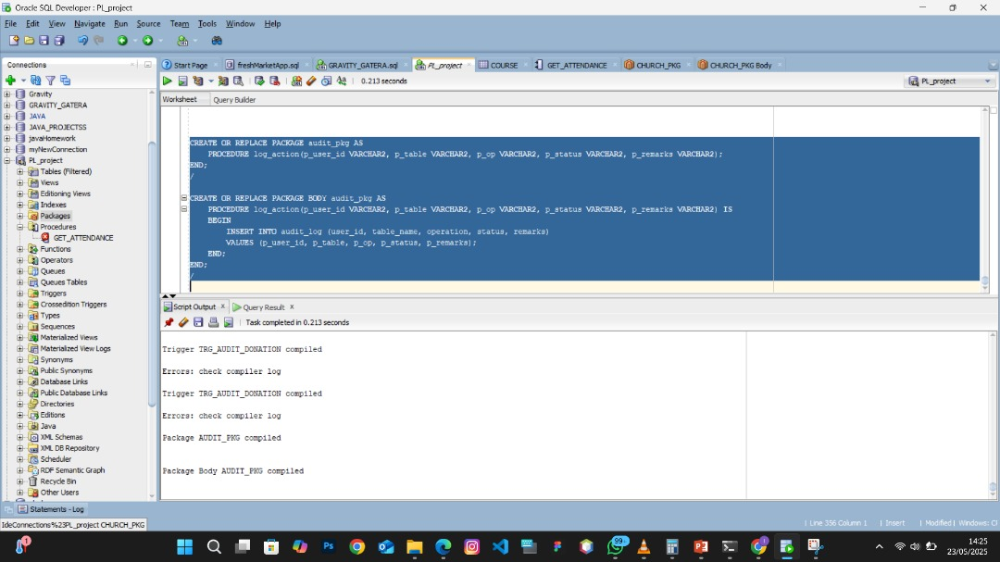 Oracle SQL Developer : PL_project
File Edit View Navigate Run Source Team Tools Window Help
Connections
Start Page
freshMarketApp.sql
GRAVITY_GATERA.sql
PL_project
COURSE
GET_ATTENDANCE
CHURCH_PKG
CHURCH_PKG Body
0.213 seconds
PL_project
Worksheet Query Builder
Gravity
GRAVITY_GATERA
JAVA
JAVA_PROJECTSS
javaHomework
myNewConnection
PL_project
Tables (Filtered)
Views
Editioning Views
Indexes
Packages
Procedures
GET_ATTENDANCE
Functions
Operators
Queues
Queues Tables
Triggers
Crossedition Triggers
Types
Sequences
Materialized Views
Materialized View Logs
Synonyms
Public Synonyms
Database Links
Public Database Links
Directories
Editions
Java
XML Schemas
XML DB Repository
Scheduler
RDF Semantic Graph
Recycle Bin
Other Users
CREATE OR REPLACE PACKAGE audit_pkg AS
PROCEDURE log_action(p_user_id VARCHAR2, p_table VARCHAR2, p_op VARCHAR2, p_status VARCHAR2, p_remarks VARCHAR2);
END;
/
CREATE OR REPLACE PACKAGE BODY audit_pkg AS
PROCEDURE log_action(p_user_id VARCHAR2, p_table VARCHAR2, p_op VARCHAR2, p_status VARCHAR2, p_remarks VARCHAR2) IS
BEGIN
INSERT INTO audit_log (user_id, table_name, operation, status, remarks)
VALUES (p_user_id, p_table, p_op, p_status, p_remarks);
END;
END;
/
Script Output x Query Result x
Task completed in 0.213 seconds
Trigger TRG_AUDIT_DONATION compiled
Errors: check compiler log
Trigger TRG_AUDIT_DONATION compiled
Errors: check compiler log
Package AUDIT_PKG compiled
Package Body AUDIT_PKG compiled
Statements - Log
IdeConnections%23PL_project CHURCH_PKG
Line 356 Column 1 Insert Modified Windows: C
1
Ps
99+
14:25
23/05/2025